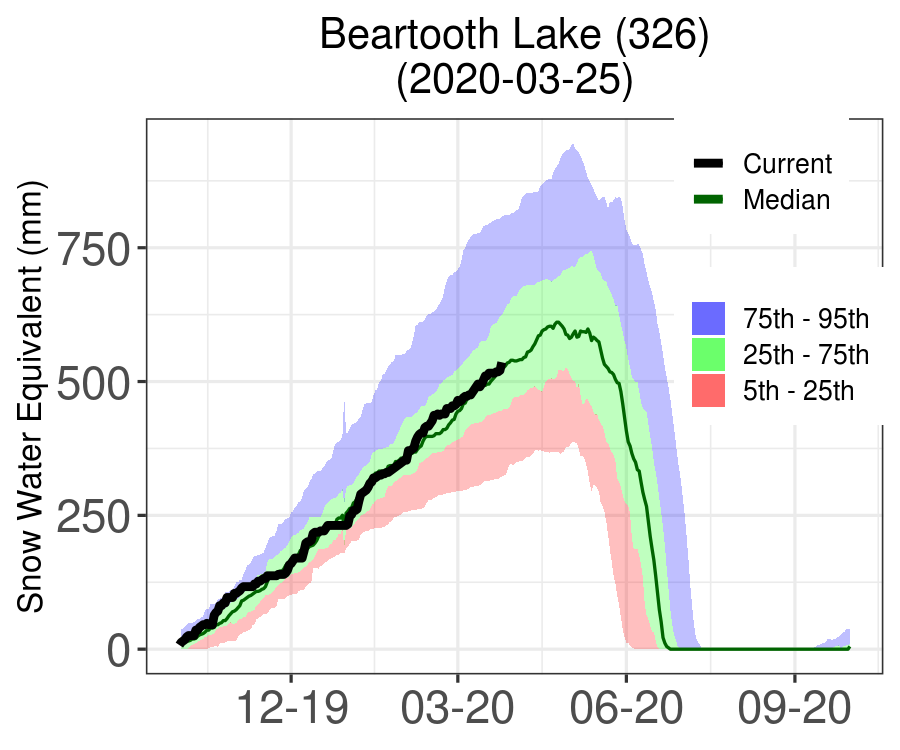 Beartooth Lake (326)
(2020-03-25)
Snow Water Equivalent (mm)
750
500
250
0
12-19
03-20
06-20
09-20
Current
Median
75th - 95th
25th - 75th
5th - 25th